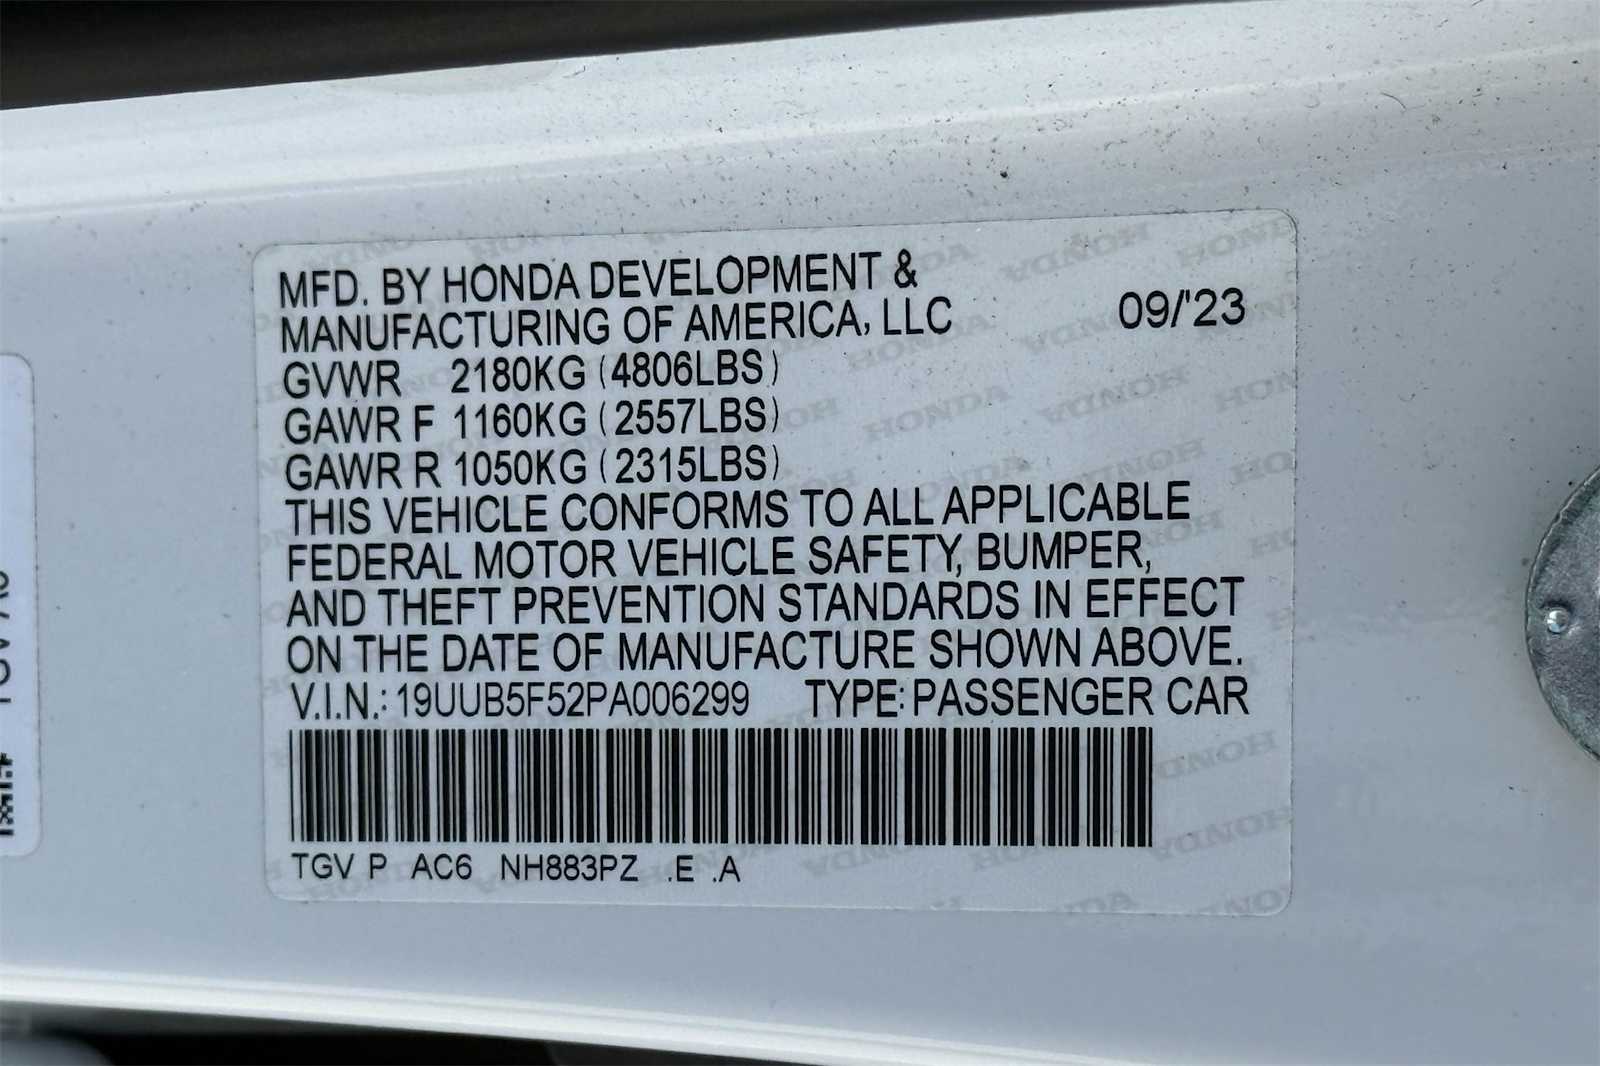 MFD. BY HONDA DEVELOPMENT &
MANUFACTURING OF AMERICA, LLC 09/'23
GVWR 2180KG (4806LBS)
GAWR F 1160KG (2557LBS)
GAWR R 1050KG (2315LBS)
THIS VEHICLE CONFORMS TO ALL APPLICABLE
FEDERAL MOTOR VEHICLE SAFETY, BUMPER,
AND THEFT PREVENTION STANDARDS IN EFFECT
ON THE DATE OF MANUFACTURE SHOWN ABOVE.
V.I.N.: 19UUB5F52PA006299 TYPE: PASSENGER CAR
TGV P AC6 NH883PZ .E .A